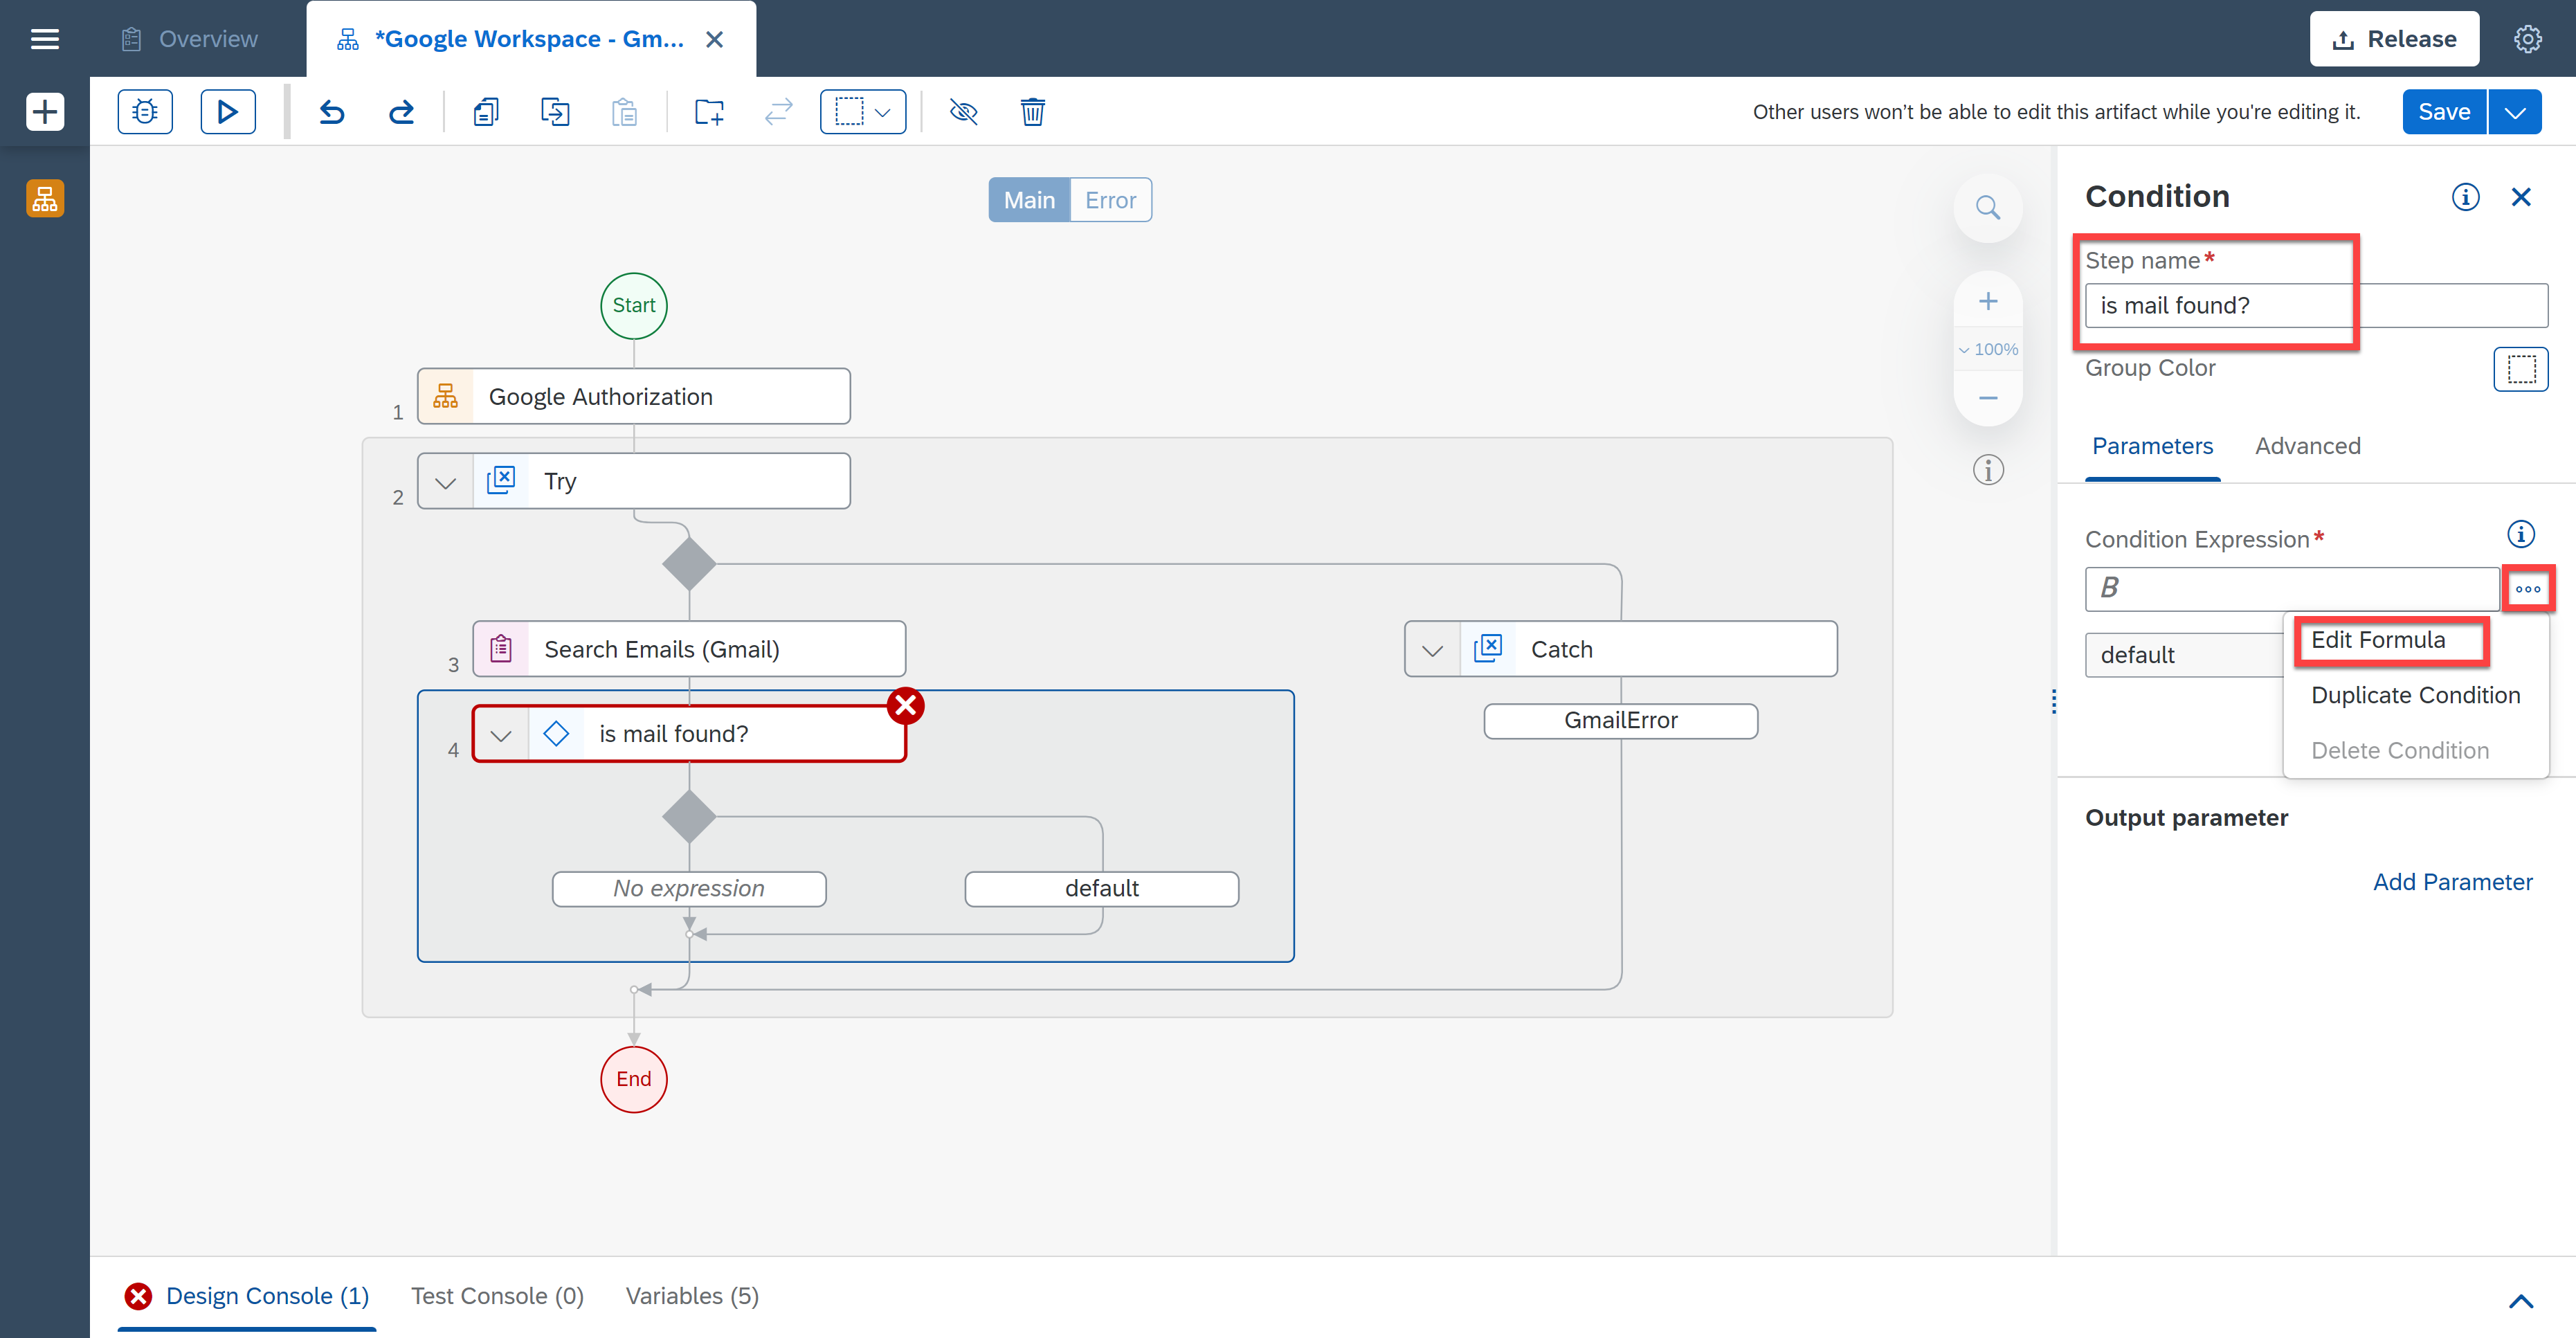 Overview
*Google Workspace - Gm...
Release
Other users won't be able to edit this artifact while you're editing it.
Save
Main
Error
100%
Start
1
Google Authorization
2
Try
3
Search Emails (Gmail)
Catch
GmailError
4
is mail found?
No expression
default
End
Condition
Step name*
is mail found?
Group Color
Parameters
Advanced
Condition Expression*
B
default
Edit Formula
Duplicate Condition
Delete Condition
Output parameter
Add Parameter
Design Console (1)
Test Console (0)
Variables (5)